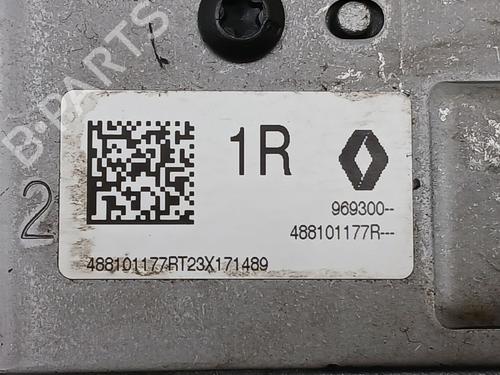 B-PARTS
1R
2
969300--
488101177R---
488101177RT23X171489